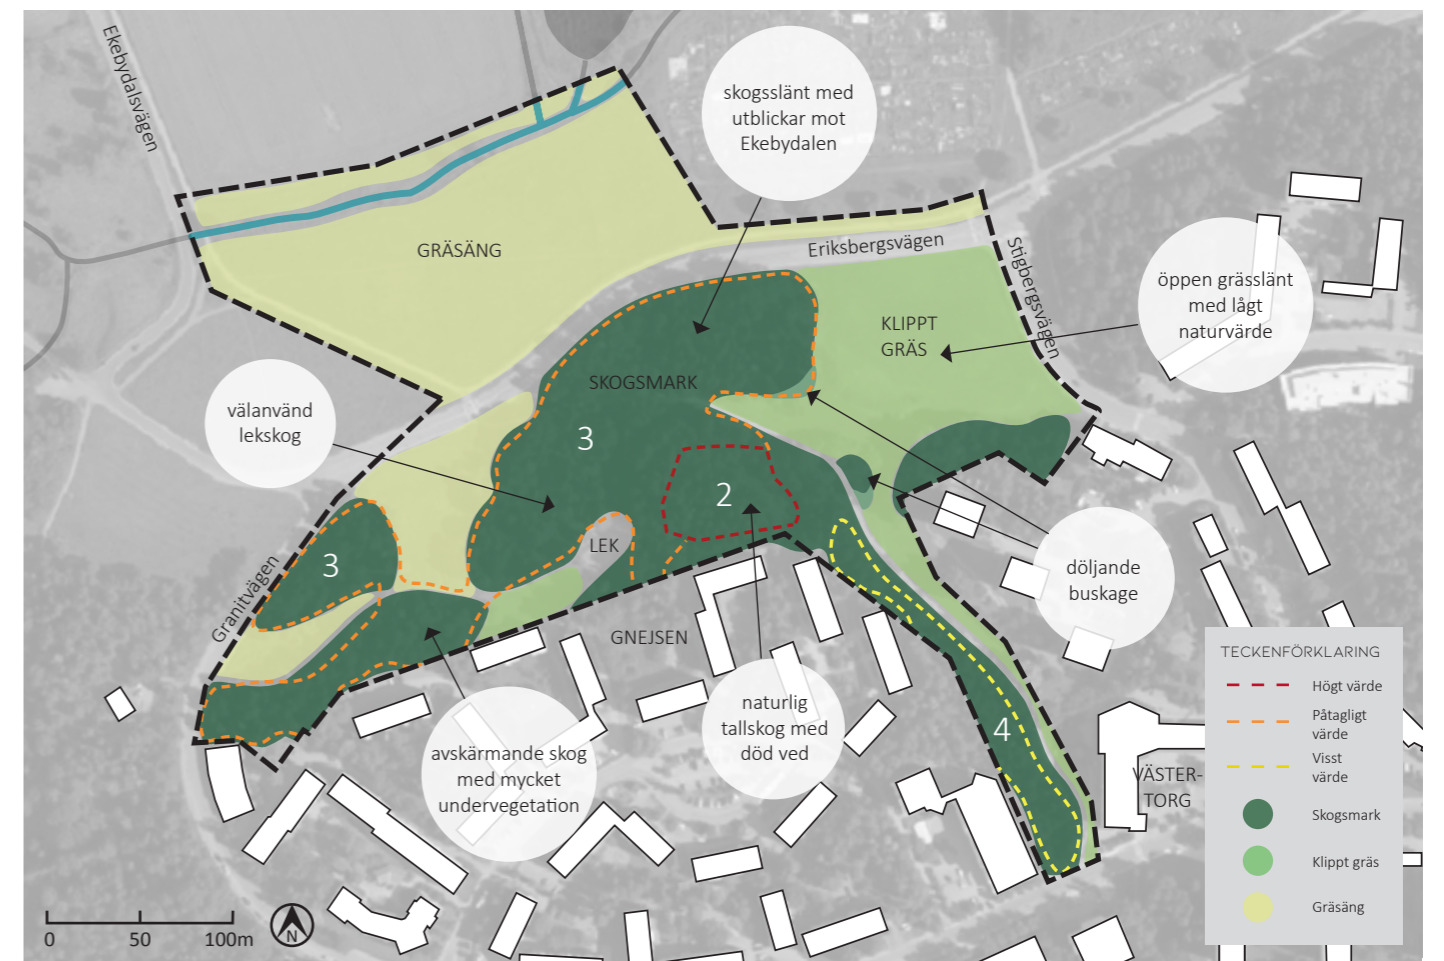 Ekebydalsvägen
skogsslänt med
utblickar mot
Ekebydalen
GRÄSÄNG
Eriksbergsvägen
Stigbergsvägen
öppen grässlänt
med lågt
naturvärde
KLIPPT
GRÄS
SKOGSMARK
välanvänd
lekskog
3
2
LEK
3
Granitvägen
döljande
buskage
GNEJSEN
naturlig
tallskog med
död ved
avskärmande skog
med mycket
undervegetation
4
VÄSTER-
TORG
TECKENFÖRKLARING
Högt värde
Påtagligt
värde
Visst
värde
Skogsmark
Klippt gräs
Gräsäng
0 50 100m
N